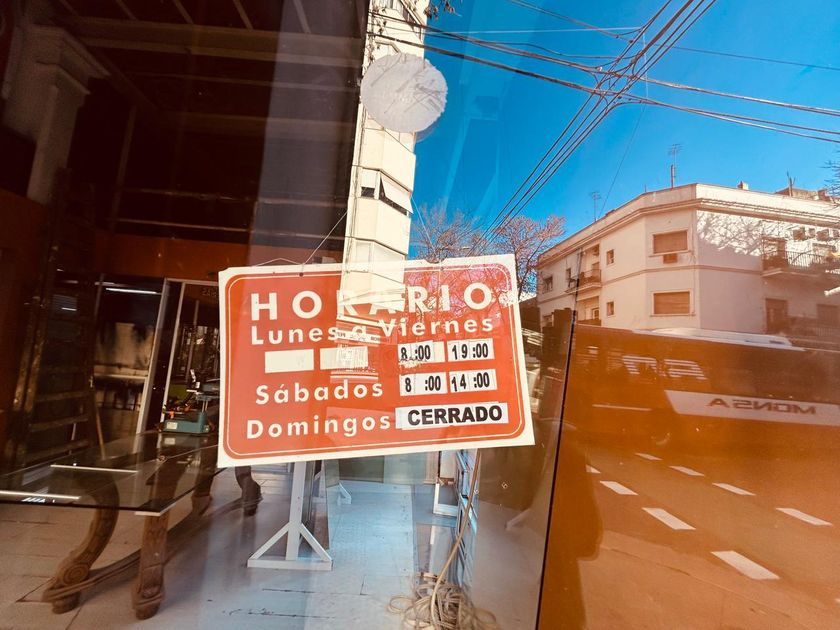 HORARIO
Lunes a Viernes
8:00 19:00
Sábados 8:00 14:00
Domingos CERRADO
MONSA